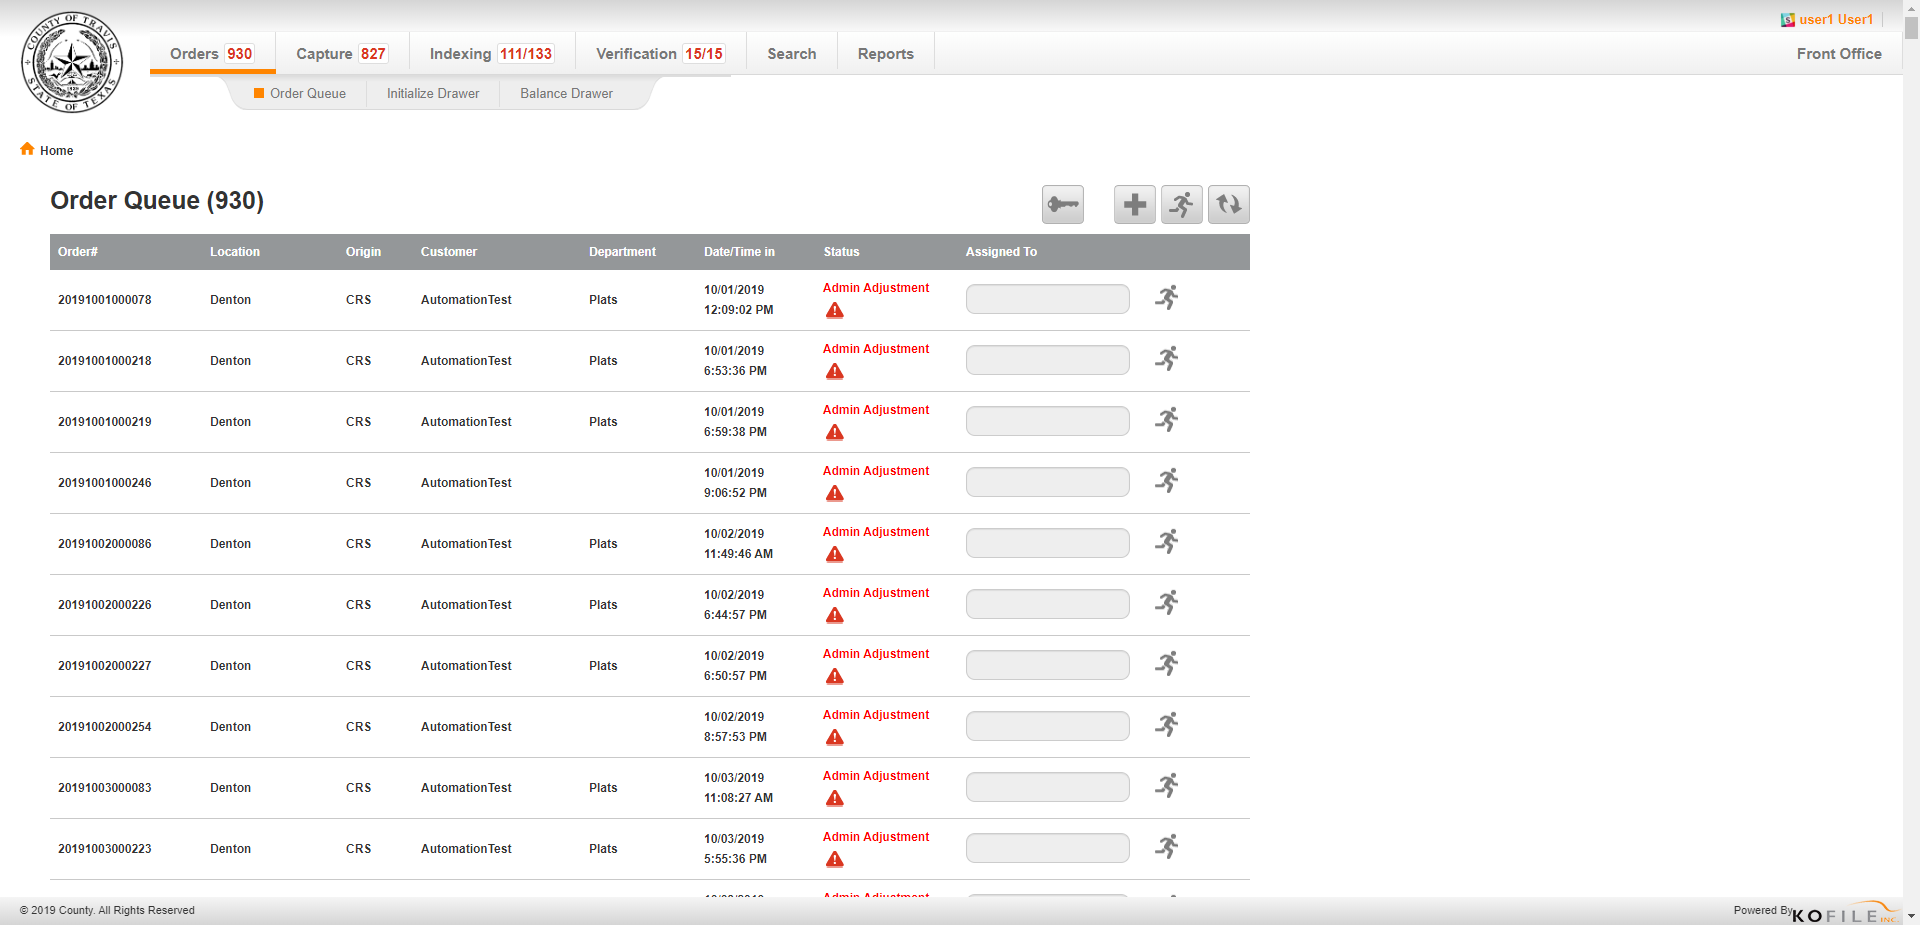 COUNTY OF TRAVIS
STATE OF TEXAS
user1 User1
Orders 930 Capture 827 Indexing 111/133 Verification 15/15 Search Reports Front Office
Order Queue Initialize Drawer Balance Drawer
Home
Order Queue (930)
Order# Location Origin Customer Department Date/Time in Status Assigned To
20191001000078 Denton CRS AutomationTest Plats 10/01/2019 12:09:02 PM Admin Adjustment
20191001000218 Denton CRS AutomationTest Plats 10/01/2019 6:53:36 PM Admin Adjustment
20191001000219 Denton CRS AutomationTest Plats 10/01/2019 6:59:38 PM Admin Adjustment
20191001000246 Denton CRS AutomationTest 10/01/2019 9:06:52 PM Admin Adjustment
20191002000086 Denton CRS AutomationTest Plats 10/02/2019 11:49:46 AM Admin Adjustment
20191002000226 Denton CRS AutomationTest Plats 10/02/2019 6:44:57 PM Admin Adjustment
20191002000227 Denton CRS AutomationTest Plats 10/02/2019 6:50:57 PM Admin Adjustment
20191002000254 Denton CRS AutomationTest 10/02/2019 8:57:53 PM Admin Adjustment
20191003000083 Denton CRS AutomationTest Plats 10/03/2019 11:08:27 AM Admin Adjustment
20191003000223 Denton CRS AutomationTest Plats 10/03/2019 5:55:36 PM Admin Adjustment
Admin Adjustment
© 2019 County. All Rights Reserved
Powered By KOFILE INC.